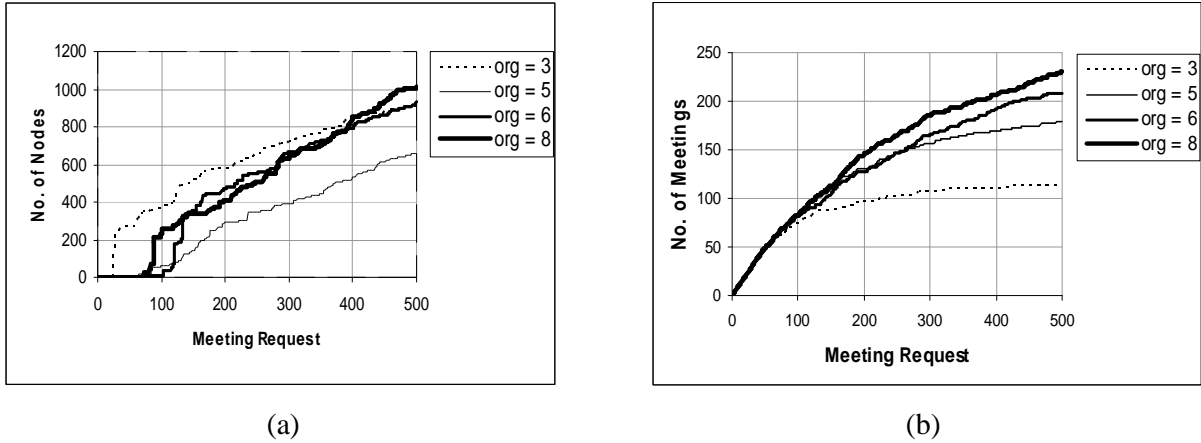 1200
1000
800
600
400
200
0
No. of Nodes
0 100 200 300 400 500
Meeting Request
org = 3
org = 5
org = 6
org = 8
(a)
250
200
150
100
50
0
No. of Meetings
0 100 200 300 400 500
Meeting Request
org = 3
org = 5
org = 6
org = 8
(b)